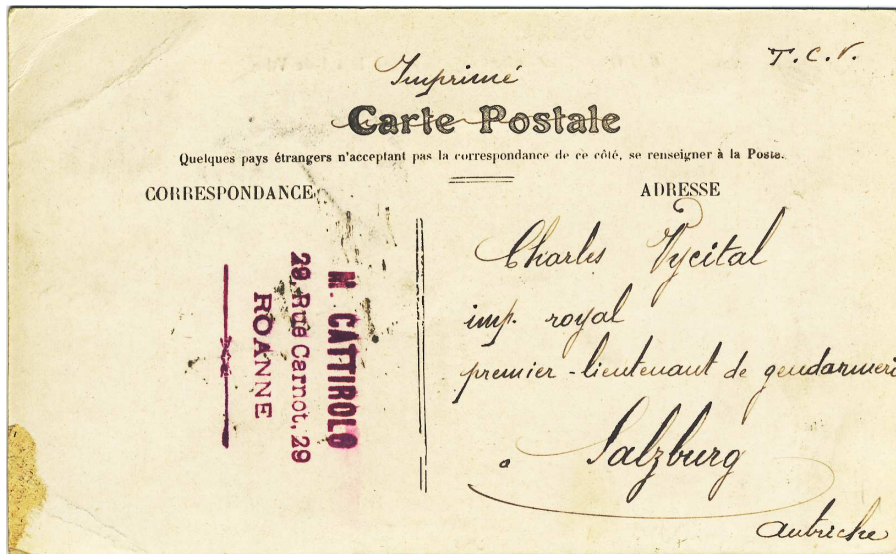 T. C. V.
Imprimé
Carte Postale
Quelques pays étrangers n'acceptant pas la correspondance de ce côté, se renseigner à la Poste.
CORRESPONDANCE
ADRESSE
M. CATTIROLO
29, Rue Carnot, 29
ROANNE
Charles Vycital
imp. royal
premier-lieutenant de gendarmeri
a Salzburg
Autriche